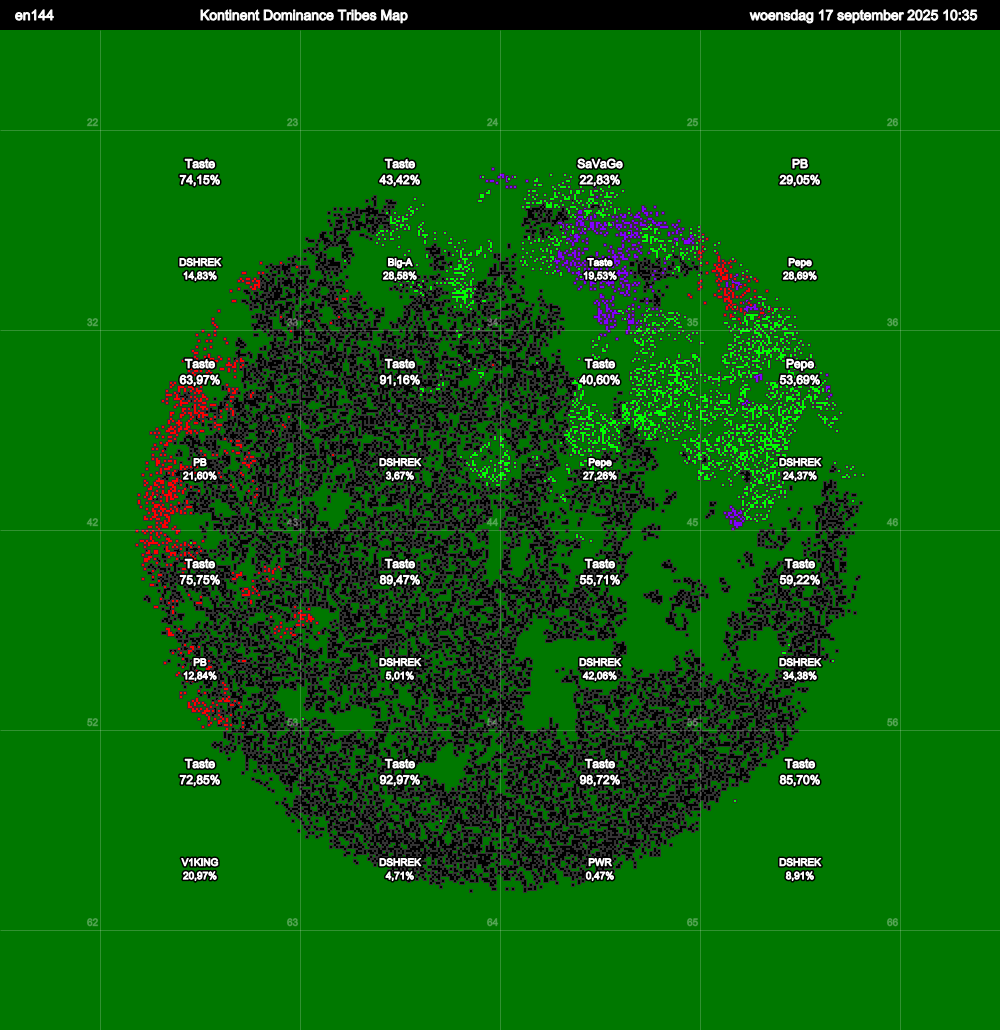 en144
Kontinent Dominance Tribes Map
woensdag 17 september 2025 10:35
22 23 24 25 26
Taste Taste SaVaGe PB
74,15% 43,42% 22,83% 29,05%
DSHREK Big-A Taste Pepe
14,83% 28,58% 19,53% 28,69%
32 33 34 35 36
Taste Taste Taste Pepe
63,97% 91,16% 40,60% 53,69%
PB DSHREK Pepe DSHREK
21,60% 3,67% 27,26% 24,37%
42 43 44 45 46
Taste Taste Taste Taste
75,75% 89,47% 55,71% 59,22%
PB DSHREK DSHREK DSHREK
12,84% 5,01% 42,06% 34,38%
52 53 54 55 56
Taste Taste Taste Taste
72,85% 92,97% 98,72% 85,70%
V1KING DSHREK PWR DSHREK
20,97% 4,71% 0,47% 8,91%
62 63 64 65 66